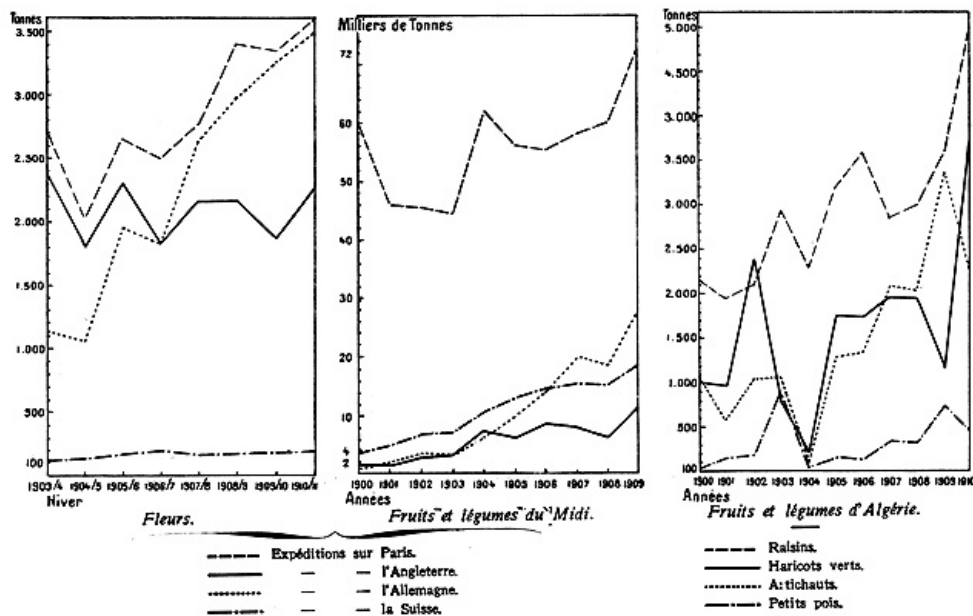 Tonnes
3.500
3.000
2.500
2.000
1.500
1.000
500
100
1903/4 1904/5 1905/6 1906/7 1907/8 1908/9 1909/10
Niver
Fleurs.
Milliers de Tonnes
72
60
50
40
30
20
10
4
2
1900 1901 1902 1903 1904 1905 1906 1907 1908 1909
Années
Fruits et légumes du Midi.
Tonnes
5.000
4.500
3.000
3.500
3.000
2.500
2.000
1.500
1.000
500
100
1900 1901 1902 1903 1904 1905 1906 1907 1908 1909 1910
Années
Fruits et légumes d'Algérie.
Expéditions sur Paris.
— — l'Angleterre.
— — l'Allemagne.
— — la Suisse.
Raisins.
Haricots verts.
A:tichauts.
Petits pois.